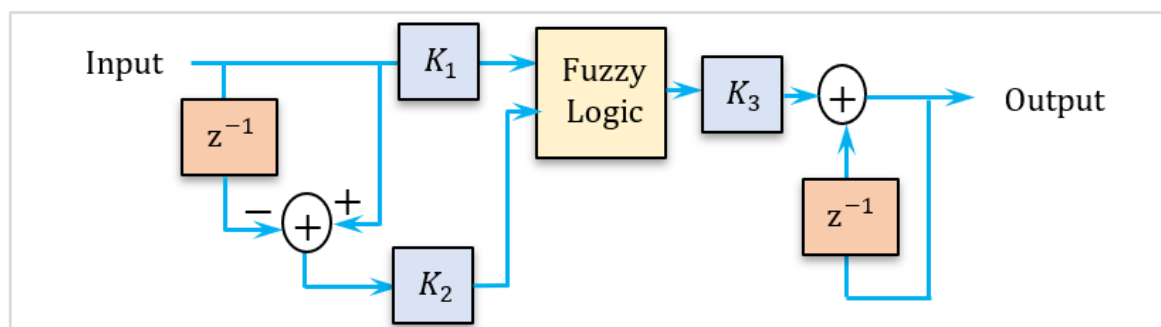 Input
K₁
Fuzzy
Logic
K₃
+
Output
z⁻¹
− + +
K₂
z⁻¹